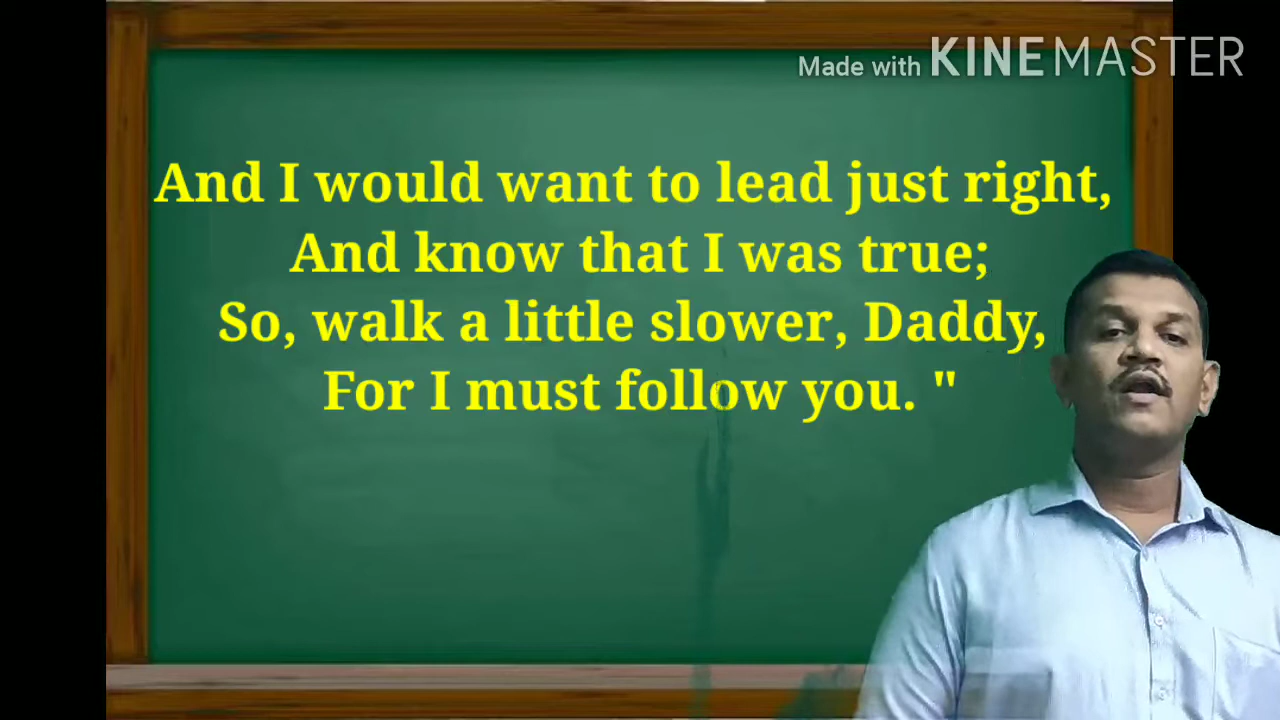 Made with KINEMASTER
And I would want to lead just right,
And know that I was true;
So, walk a little slower, Daddy,
For I must follow you. "